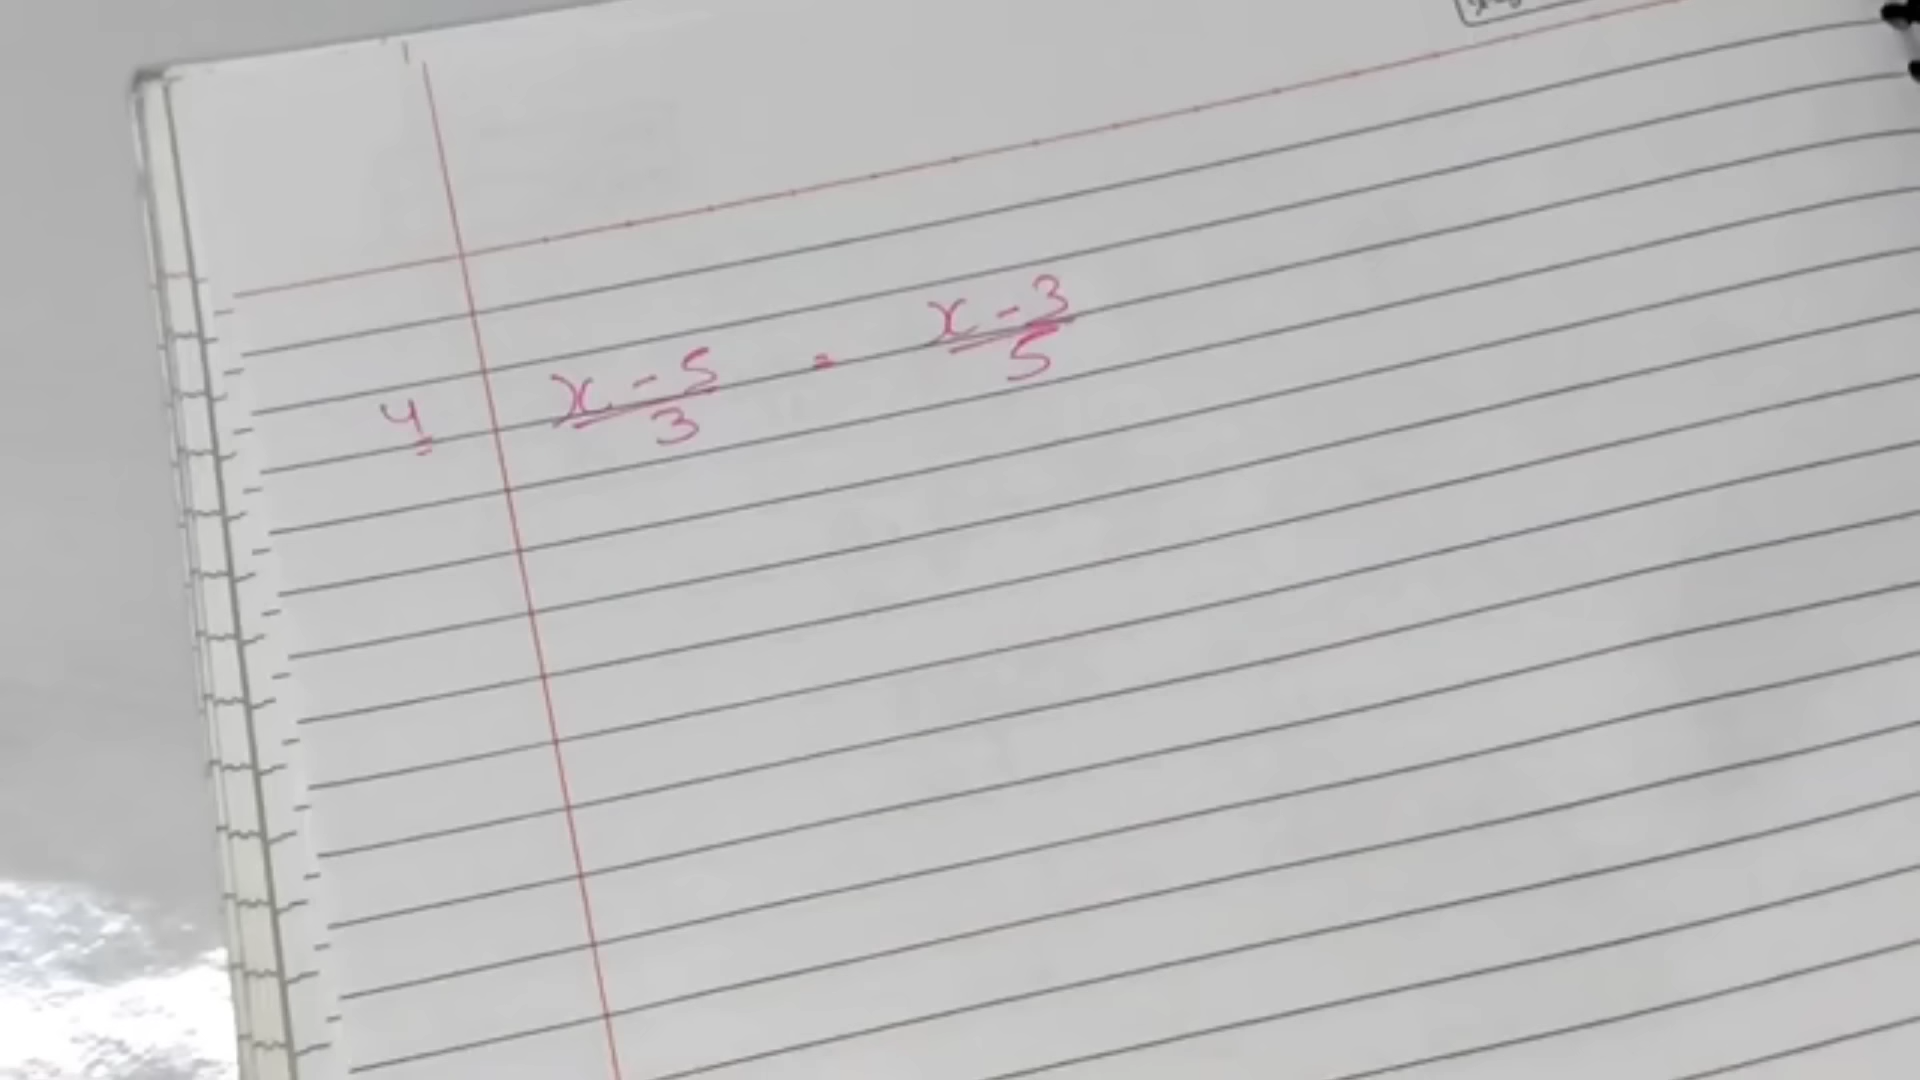 4 x - 5 / 3 = x - 3 / 5